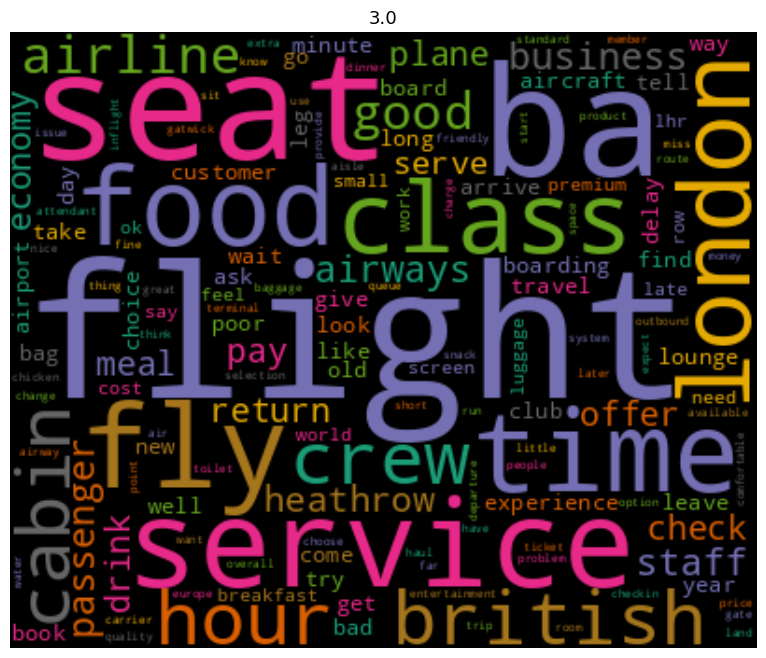 3.0
airline
extra
minute
know
go
dinner
plane
business
standard
member
way
seat
sit
use
board
good
ba
aircraft
tell
london
economy
issue
inflight
gatwick
leg
provide
long
friendly
start
product
lhr
miss
route
day
customer
aisle
serve
food
small
class
work
arrive
charge
premium
space
delay
row
attendant
take
ok
fine
nice
airport
wait
airways
boarding
find
money
ask
thing
great
choice
feel
baggage
queue
give
travel
late
say
think
terminal
poor
look
flight
outbound
bag
meal
pay
like
old
screen
luggage
system
expect
lounge
chicken
change
cost
selection
snack
later
need
cabin
fly
return
short
run
club
offer
available
airway
air
new
world
crew
time
little
people
comfortable
passenger
point
toilet
heathrow
departure
experience
option
leave
drink
well
service
want
overall
have
choose
haul
far
ticket
problem
check
staff
water
come
try
year
europe
breakfast
entertainment
checkin
price
book
carrier
quality
hour
get
bad
british
trip
room
gate
land